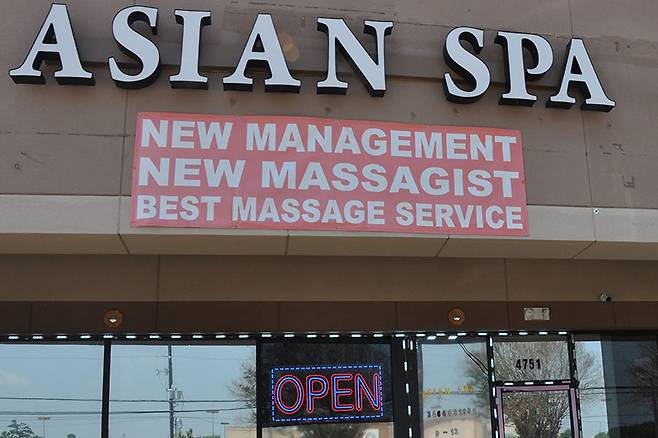 ASIAN SPA
NEW MANAGEMENT
NEW MASSAGIST
BEST MASSAGE SERVICE
4751
OPEN